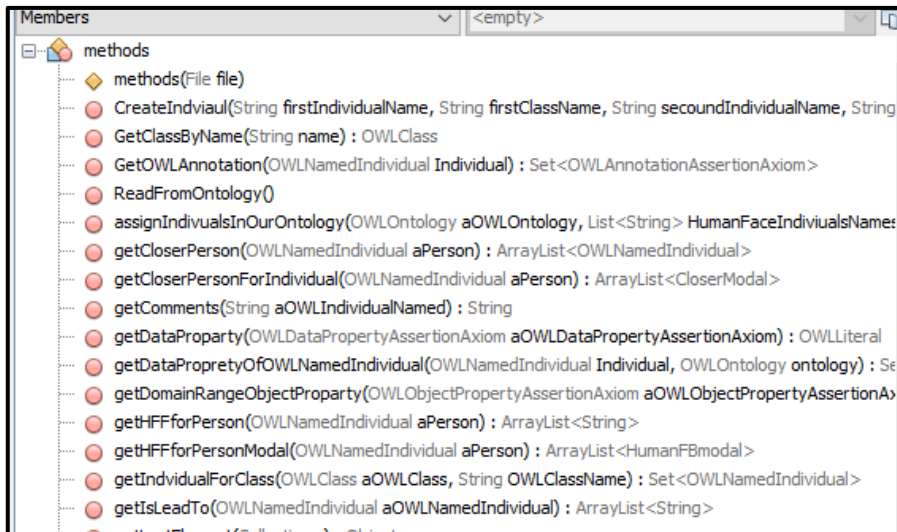 Members <empty>
methods
methods(File file)
CreateIndviaul(String firstIndividualName, String firstClassName, String secoundIndividualName, String
GetClassByName(String name) : OWLClass
GetOWLAnnotation(OWLNamedIndividual Individual) : Set<OWLAnnotationAssertionAxiom>
ReadFromOntology()
assignIndivualsInOurOntology(OWLOntology aOWLOntology, List<String> HumanFaceIndiviualsNames
getCloserPerson(OWLNamedIndividual aPerson) : ArrayList<OWLNamedIndividual>
getCloserPersonForIndividual(OWLNamedIndividual aPerson) : ArrayList<CloserModal>
getComments(String aOWLIndividualNamed) : String
getDataProparty(OWLDataPropertyAssertionAxiom aOWLDataPropertyAssertionAxiom) : OWLLiteral
getDataPropretyOfOWLNamedIndividual(OWLNamedIndividual Individual, OWLOntology ontology) : Se
getDomainRangeObjectProparty(OWLObjectPropertyAssertionAxiom aOWLObjectPropertyAssertionAx
getHFFforPerson(OWLNamedIndividual aPerson) : ArrayList<String>
getHFFforPersonModal(OWLNamedIndividual aPerson) : ArrayList<HumanFBmodal>
getIndvidualForClass(OWLClass aOWLClass, String OWLClassName) : Set<OWLNamedIndividual>
getIsLeadTo(OWLNamedIndividual aOWLNamedIndividual) : ArrayList<String>